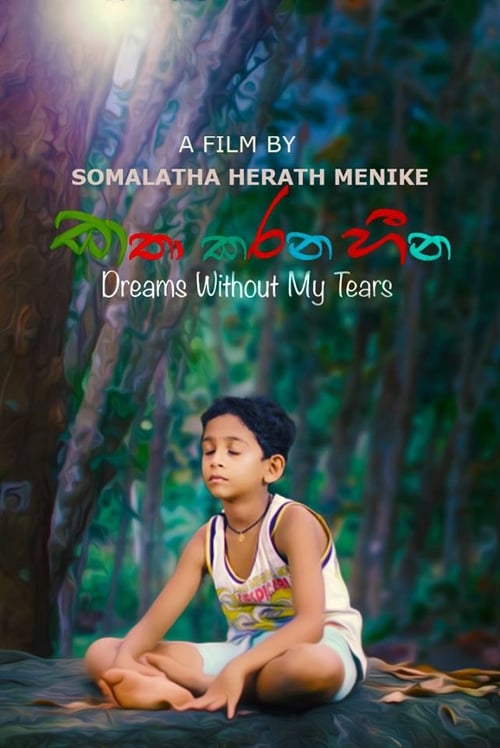 A FILM BY
SOMALATHA HERATH MENIKE
කතා කරන හීන
Dreams Without My Tears